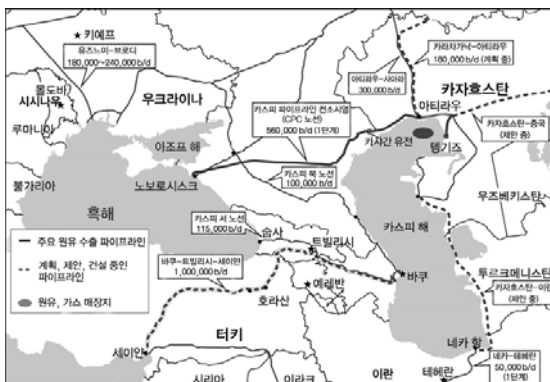 키예프
유즈느이-브로디
180,000~240,000 b/d
몰도바
시시나우
루마니아
불가리아
우크라이나
아조프 해
노보로시스크
흑해
카스피 파이프라인 컨소시엄
(CPC 노선)
560,000 b/d (1단계)
아티라우-사마라
300,000 b/d
카라차가낙-아티라우
180,000 b/d (계획 중)
카자흐스탄
아티라우
카샤간 유전
텡기즈
카자흐스탄-중국
(제안 중)
카스피 북 노선
100,000 b/d
우즈베키스탄
카스피 해
카스피 서 노선
115,000 b/d
숩사
트빌리시
바쿠-트빌리시-세이얀
1,000,000 b/d
바쿠
예레반
호라산
투르크메니스탄
카자흐스탄-이란
(제안 중)
주요 원유 수출 파이프라인
계획, 제안, 건설 중인
파이프라인
원유, 가스 매장지
세이얀
터키
네카 항
네카-테헤란
50,000 b/d
(1단계)
테헤란
시리아
이라크
이란